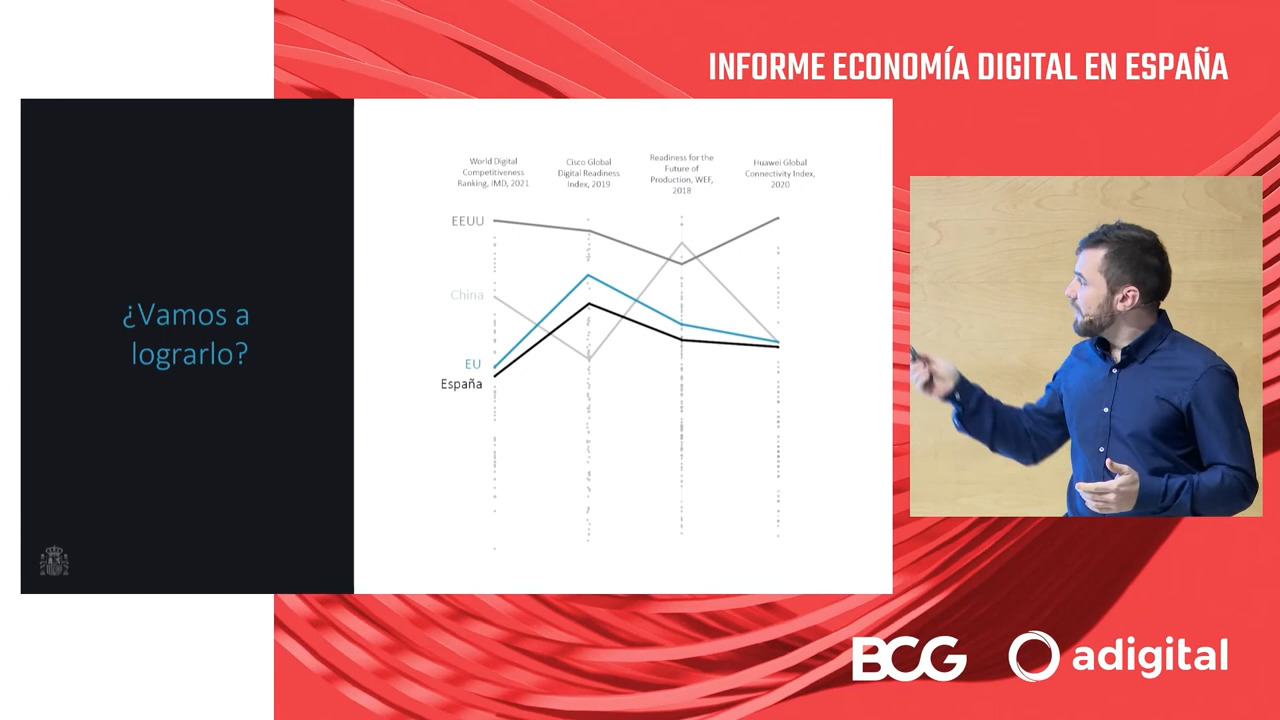 INFORME ECONOMÍA DIGITAL EN ESPAÑA
¿Vamos a
lograrlo?
World Digital
Competitiveness
Ranking, IMD, 2021
Cisco Global
Digital Readiness
Index, 2019
Readiness for the
Future of
Production, WEF,
2018
Huawei Global
Connectivity Index,
2020
EEUU
China
EU
España
BCG
adigital